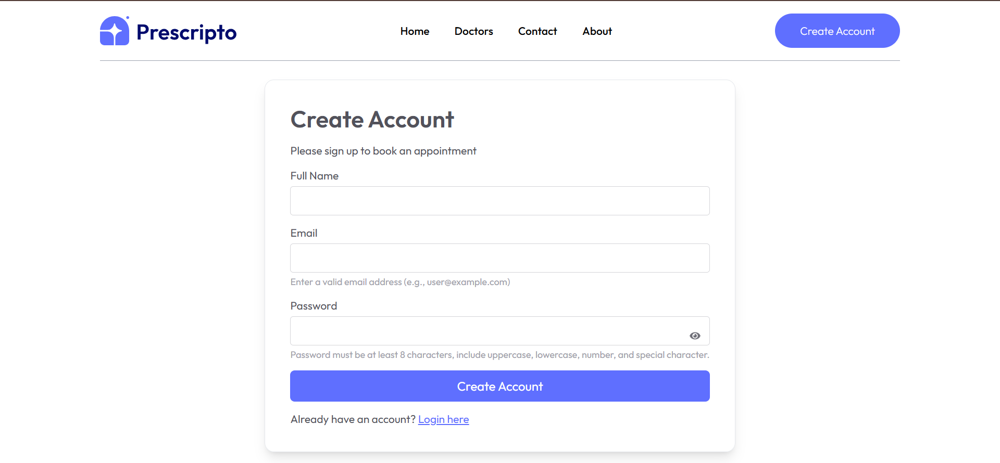 Prescripto
Home Doctors Contact About
Create Account
Create Account
Please sign up to book an appointment
Full Name
Email
Enter a valid email address (e.g., user@example.com)
Password
Password must be at least 8 characters, include uppercase, lowercase, number, and special character.
Create Account
Already have an account? Login here